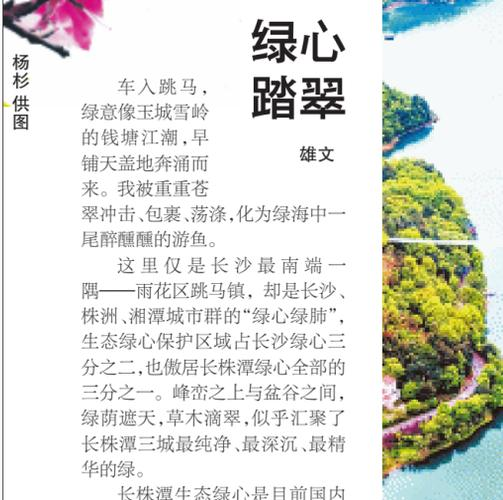 绿心
踏翠
雄文
杨杉 供图
车入跳马，
绿意像玉城雪岭
的钱塘江潮，早
铺天盖地奔涌而
来。我被重重苍
翠冲击、包裹、荡涤，化为绿海中一
尾醉醺醺的游鱼。
这里仅是长沙最南端一
隅——雨花区跳马镇，却是长沙、
株洲、湘潭城市群的“绿心绿肺”，
生态绿心保护区域占长沙绿心三
分之二，也傲居长株潭绿心全部的
三分之一。峰峦之上与盆谷之间，
绿荫遮天，草木滴翠，似乎汇聚了
长株潭三城最纯净、最深沉、最精
华的绿。
长株潭生态绿心是目前国内